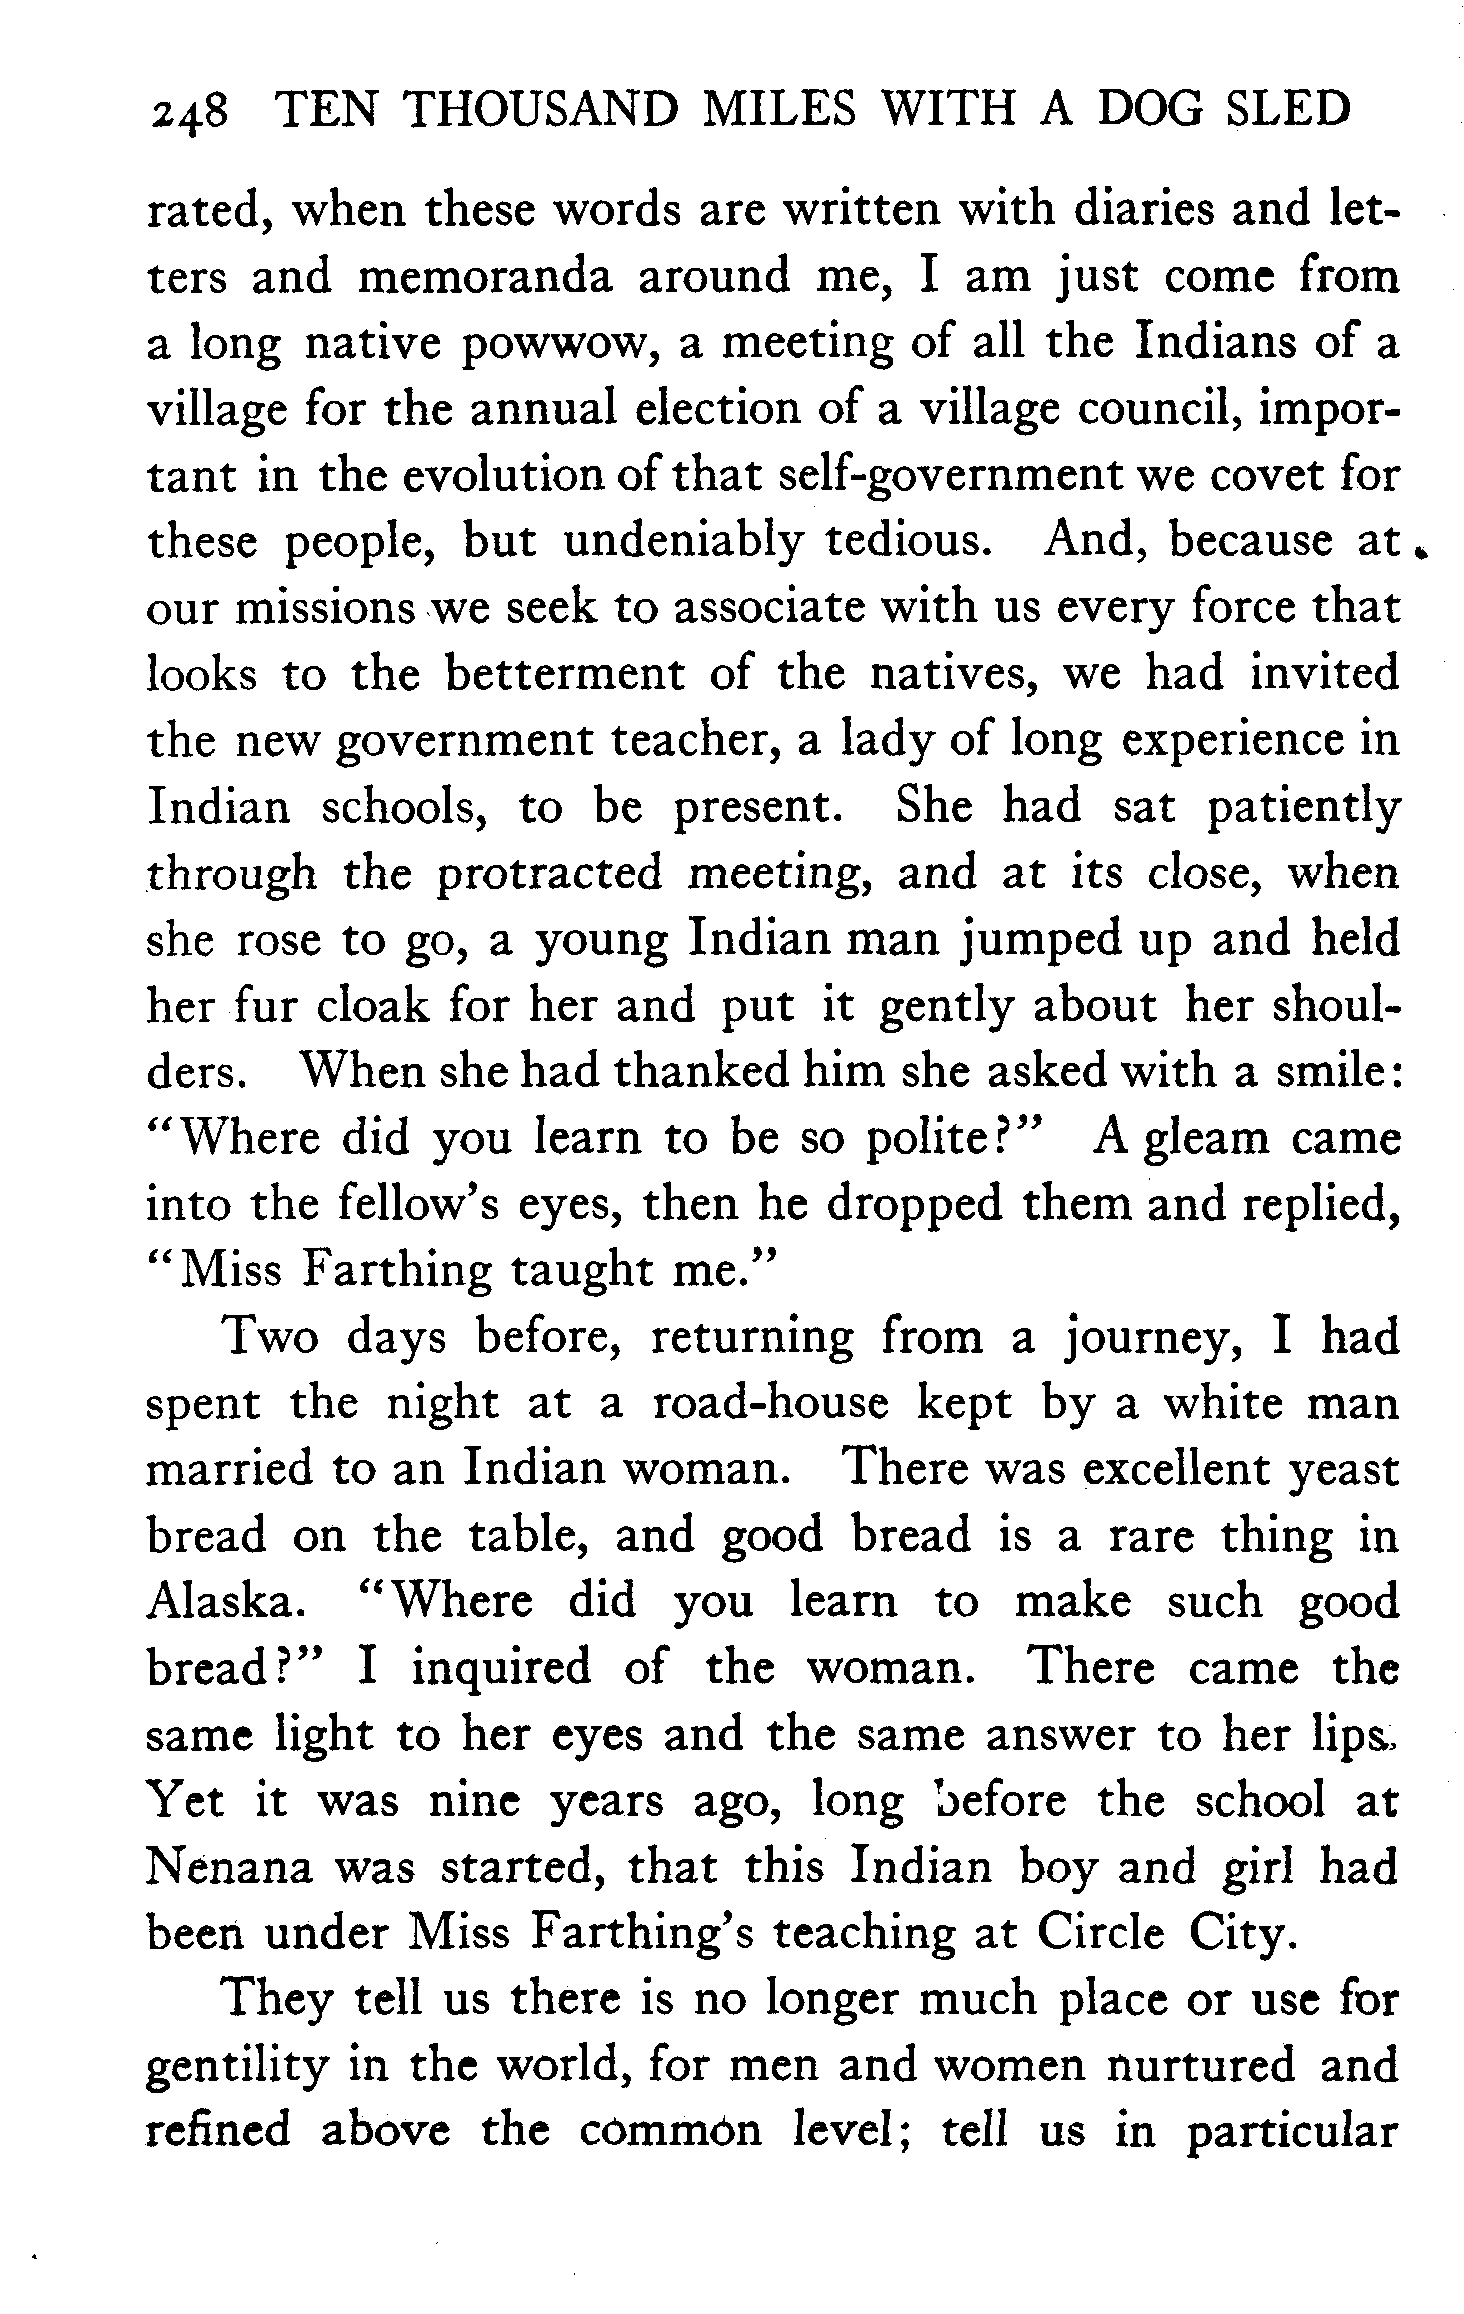 248 TEN THOUSAND MILES WITH A DOG SLED
rated, when these words are written with diaries and let-
ters and memoranda around me, I am just come from
a long native powwow, a meeting of all the Indians of a
village for the annual election of a village council, impor-
tant in the evolution of that self-government we covet for
these people, but undeniably tedious. And, because at
our missions we seek to associate with us every force that
looks to the betterment of the natives, we had invited
the new government teacher, a lady of long experience in
Indian schools, to be present. She had sat patiently
through the protracted meeting, and at its close, when
she rose to go, a young Indian man jumped up and held
her fur cloak for her and put it gently about her shoul-
ders. When she had thanked him she asked with a smile:
"Where did you learn to be so polite?" A gleam came
into the fellow's eyes, then he dropped them and replied,
"Miss Farthing taught me."
Two days before, returning from a journey, I had
spent the night at a road-house kept by a white man
married to an Indian woman. There was excellent yeast
bread on the table, and good bread is a rare thing in
Alaska. "Where did you learn to make such good
bread?" I inquired of the woman. There came the
same light to her eyes and the same answer to her lips.
Yet it was nine years ago, long before the school at
Nenana was started, that this Indian boy and girl had
been under Miss Farthing's teaching at Circle City.
They tell us there is no longer much place or use for
gentility in the world, for men and women nurtured and
refined above the common level; tell us in particular